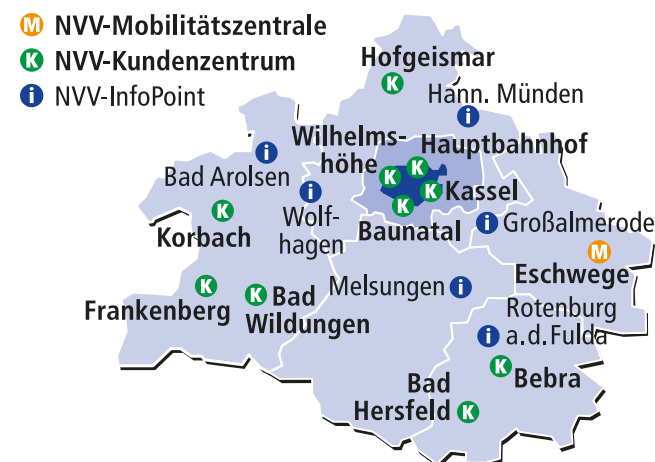 M NVV-Mobilitätszentrale
K NVV-Kundenzentrum
i NVV-InfoPoint
Hofgeismar
K
Hann. Münden
i
Wilhelms-
höhe
K
Hauptbahnhof
K
i
Bad Arolsen
K Kassel
i
Wolf-
hagen
K
Baunatal
K
Korbach
i Großalmerode
M
Eschwege
K
Frankenberg
K Bad
Wildungen
Melsungen i
Rotenburg
i a.d.Fulda
K Bebra
Bad
Hersfeld K